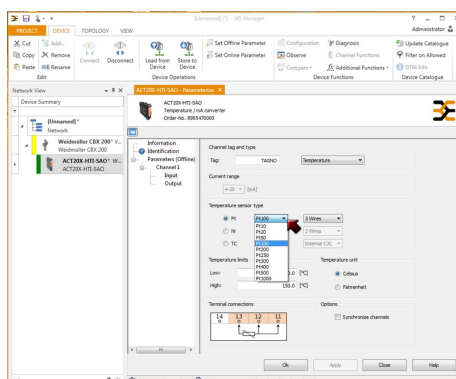 [Unnamed] (*) - WI-Manager
PROJECT DEVICE TOPOLOGY VIEW Administrator
Cut Add... Set Offline Parameter Configuration Diagnosis Update Catalogue
Copy Remove Connect Disconnect Load from Device Store to Device Set Online Parameter Observe Channel Functions Filter on Allowed
Paste Rename Compare Additional Functions DTM Info
Edit Device Operations Device Functions Device Catalogue
Network View
Device Summary
[Unnamed]*
Network
Weidmüller CBX 200* V...
Weidmüller CBX 200
ACT20X-HTI-SAO* W...
ACT20X-HTI-SAO
ACT20X-HTI-SAO - Parameterize
ACT20X-HTI-SAO
Temperature / mA converter
Order-No. 8965470000
Information
Identification
Parameters (Offline)
Channel 1
Input
Output
Channel tag and type
Tag: TAGNO Temperature
Current range
4-20 [mA]
Temperature sensor type
Pt Pt100 3 Wires
Ni 3 Wires
TC Internal CJC
Pt10
Pt20
Pt50
Pt100
Pt200
Pt250
Pt300
Pt400
Pt500
Pt1000
Temperature limits Temperature unit
Low: [°C] Celsius
High: 150.0 [°C] Fahrenheit
Terminal connections Options
14 13 12 11 Synchronize channels
Ok Apply Close Help